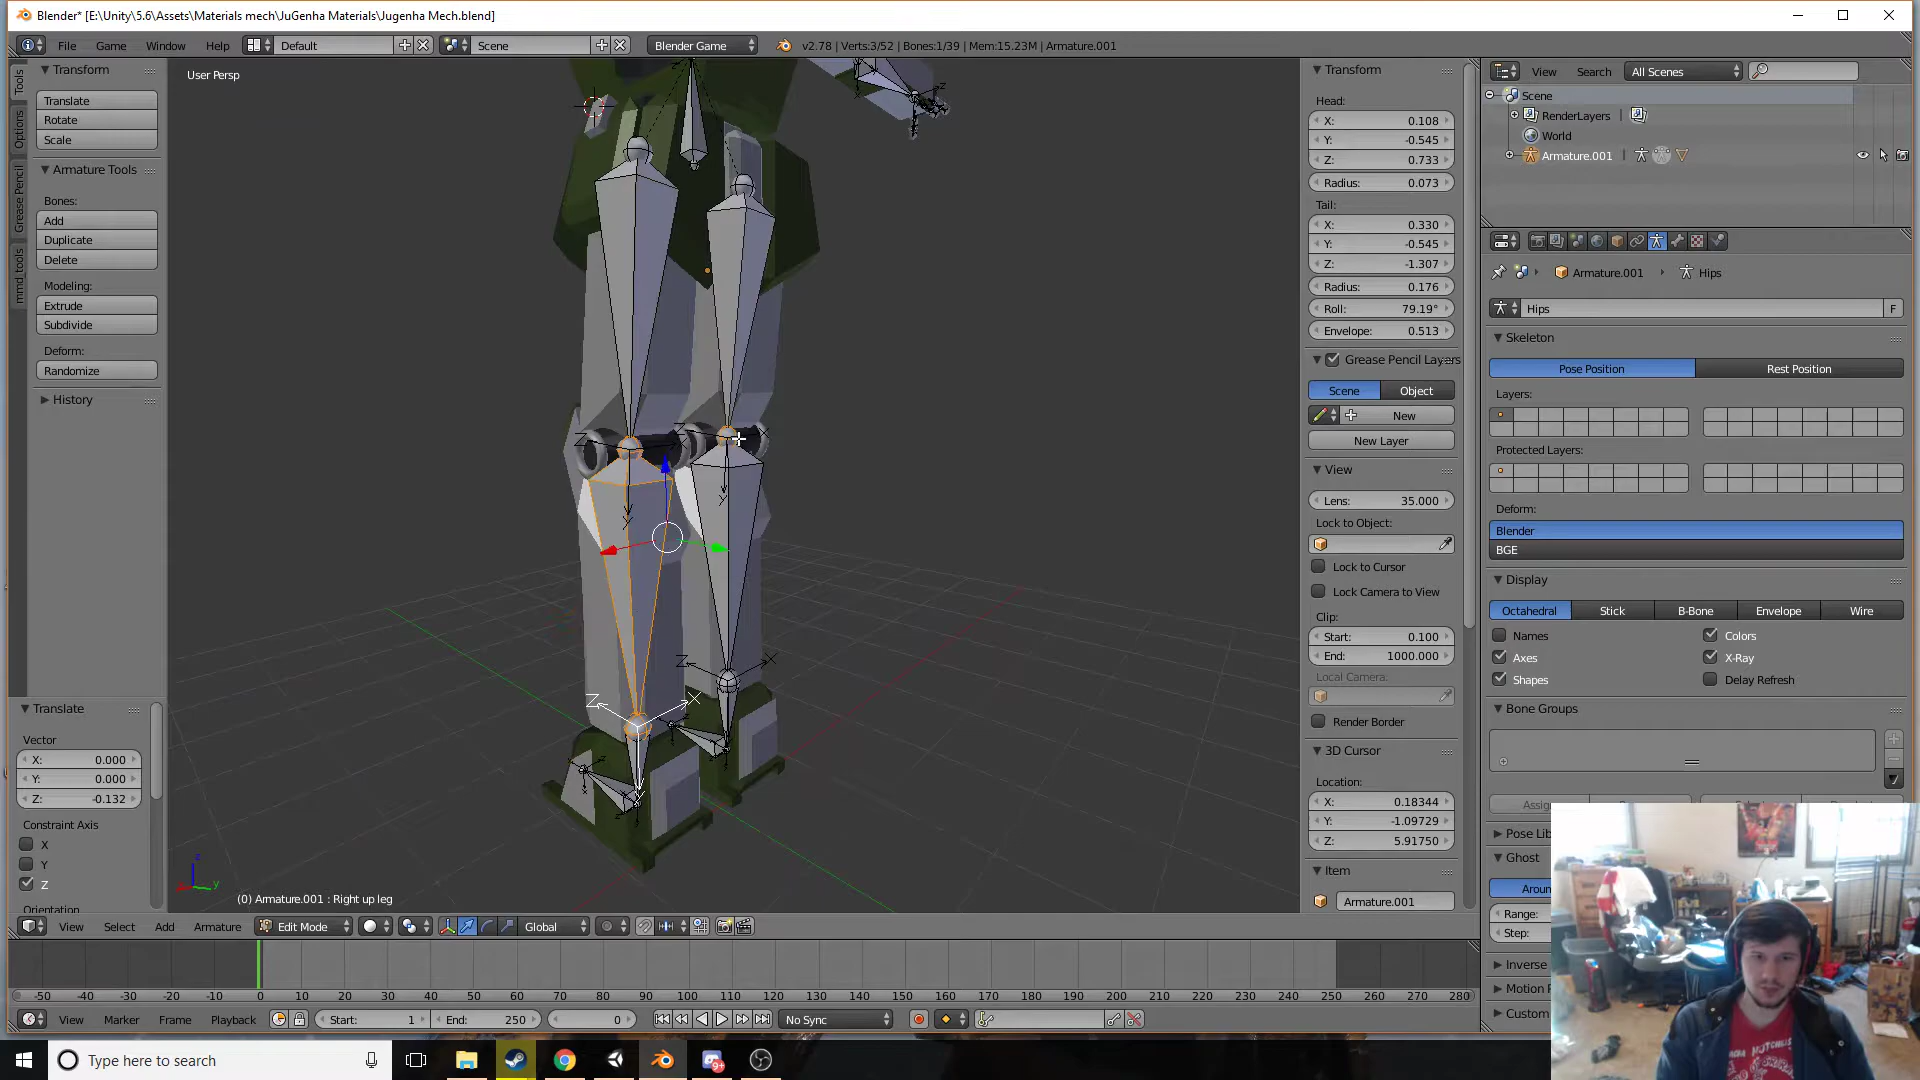 Blender* [E:\Unity\5.6\Assets\Materials mech\JuGenha Materials\Jugenha Mech.blend]
File Game Window Help Default Scene Blender Game v2.78 | Verts:3/52 | Bones:1/39 | Mem:15.23M | Armature.001
Tools
Options
Grease Pencil
mmd_tools
Transform
Translate
Rotate
Scale
Armature Tools
Bones:
Add
Duplicate
Delete
Modeling:
Extrude
Subdivide
Deform:
Randomize
History
Translate
Vector
X: 0.000
Y: 0.000
Z: -0.132
Constraint Axis
X
Y
Z
Orientation
User Persp
(0) Armature.001 : Right up leg
View Select Add Armature Edit Mode Global
Transform
Head:
X: 0.108
Y: -0.545
Z: 0.733
Radius: 0.073
Tail:
X: 0.330
Y: -0.545
Z: -1.307
Radius: 0.176
Roll: 79.19°
Envelope: 0.513
Grease Pencil Layers
Scene Object
New
New Layer
View
Lens: 35.000
Lock to Object:
Lock to Cursor
Lock Camera to View
Clip:
Start: 0.100
End: 1000.000
Local Camera:
Render Border
3D Cursor
Location:
X: 0.18344
Y: -1.09729
Z: 5.91750
Item
Armature.001
View Search All Scenes
Scene
RenderLayers
World
Armature.001
Armature.001 Hips
Hips F
Skeleton
Pose Position Rest Position
Layers:
Protected Layers:
Deform:
Blender
BGE
Display
Octahedral Stick B-Bone Envelope Wire
Names Colors
Axes X-Ray
Shapes Delay Refresh
Bone Groups
Assig
Pose Lib
Ghost
Aroun
Range:
Step:
Inverse
Motion P
Custom
-50 -40 -30 -20 -10 0 10 20 30 40 50 60 70 80 90 100 110 120 130 140 150 160 170 180 190 200 210 220 230 240 250 260 270 280
View Marker Frame Playback Start: 1 End: 250 0 No Sync
Type here to search